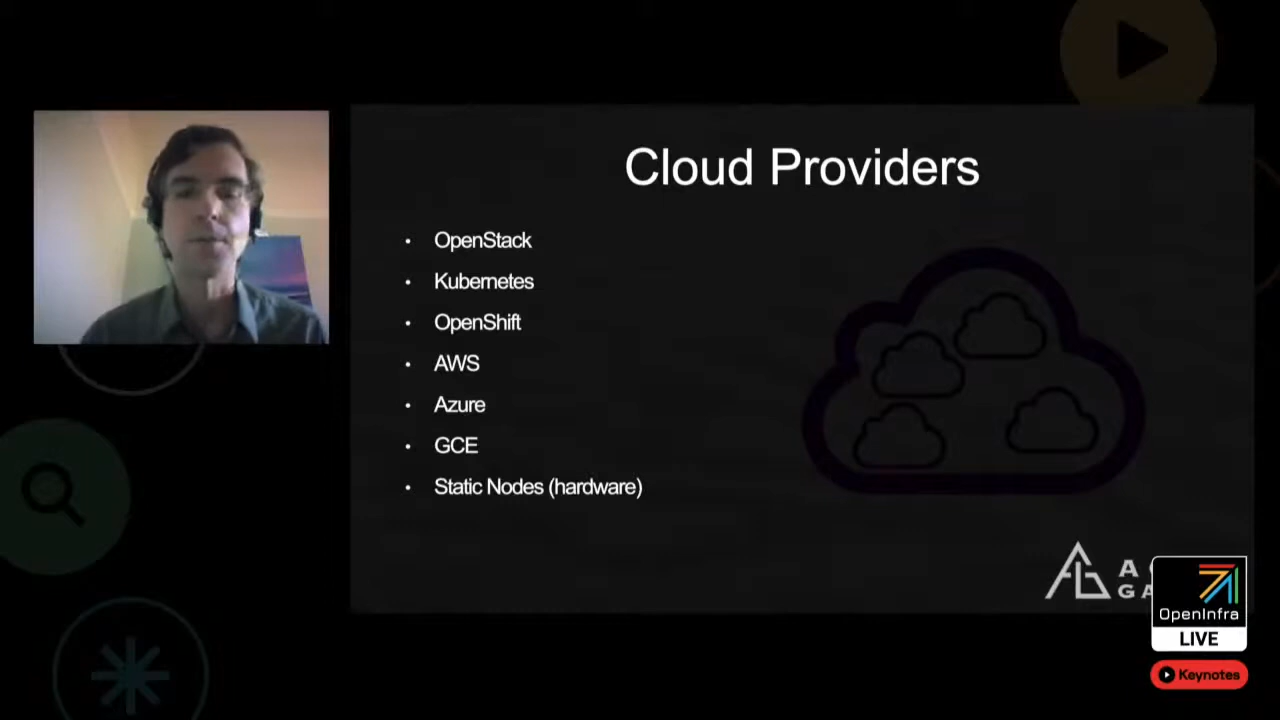 Cloud Providers
• OpenStack
• Kubernetes
• OpenShift
• AWS
• Azure
• GCE
• Static Nodes (hardware)
OpenInfra
LIVE
Keynotes